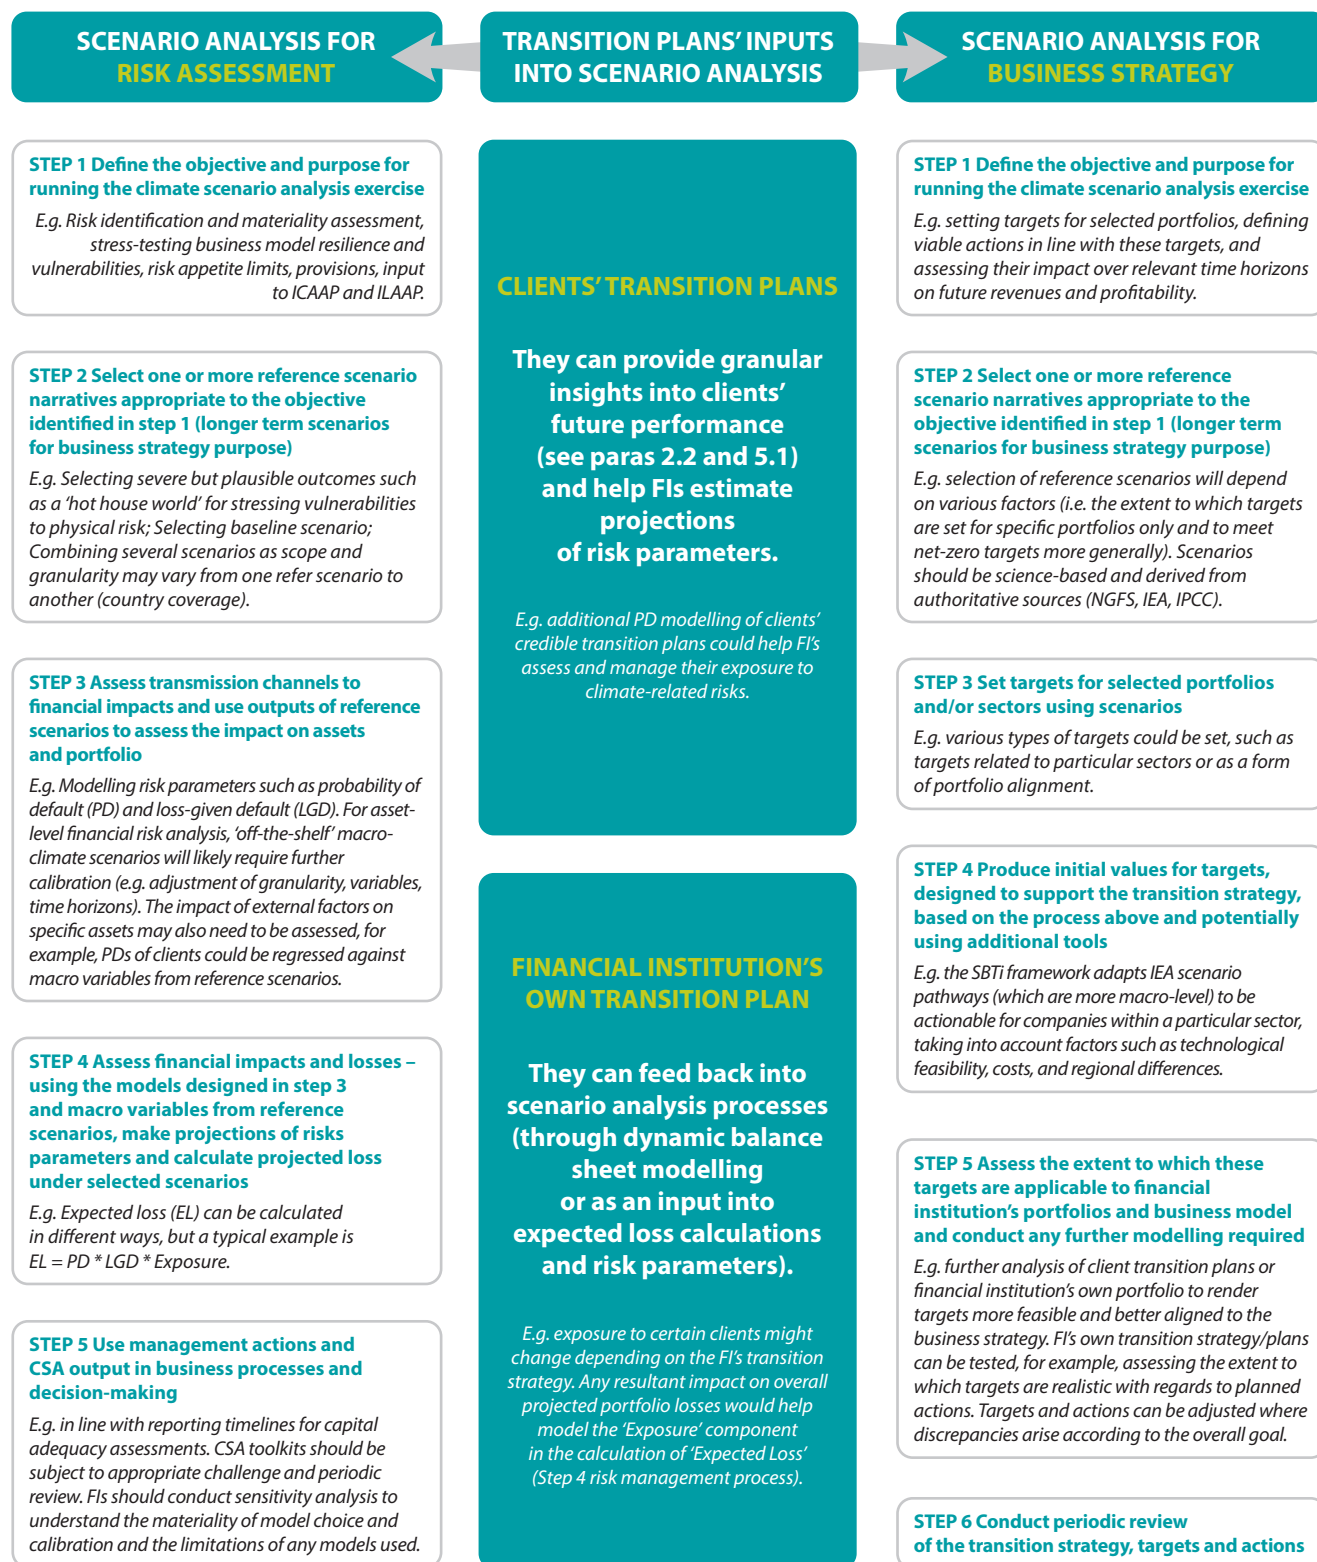 SCENARIO ANALYSIS FOR
RISK ASSESSMENT
TRANSITION PLANS' INPUTS
INTO SCENARIO ANALYSIS
SCENARIO ANALYSIS FOR
BUSINESS STRATEGY
STEP 1 Define the objective and purpose for
running the climate scenario analysis exercise
E.g. Risk identification and materiality assessment,
stress-testing business model resilience and
vulnerabilities, risk appetite limits, provisions, input
to ICAAP and ILAAP.
STEP 2 Select one or more reference scenario
narratives appropriate to the objective
identified in step 1 (longer term scenarios
for business strategy purpose)
E.g. Selecting severe but plausible outcomes such
as a ‘hot house world’ for stressing vulnerabilities
to physical risk; Selecting baseline scenario;
Combining several scenarios as scope and
granularity may vary from one refer scenario to
another (country coverage).
STEP 3 Assess transmission channels to
financial impacts and use outputs of reference
scenarios to assess the impact on assets
and portfolio
E.g. Modelling risk parameters such as probability of
default (PD) and loss-given default (LGD). For asset-
level financial risk analysis, ‘off-the-shelf’ macro-
climate scenarios will likely require further
calibration (e.g. adjustment of granularity, variables,
time horizons). The impact of external factors on
specific assets may also need to be assessed, for
example, PDs of clients could be regressed against
macro variables from reference scenarios.
STEP 4 Assess financial impacts and losses –
using the models designed in step 3
and macro variables from reference
scenarios, make projections of risks
parameters and calculate projected loss
under selected scenarios
E.g. Expected loss (EL) can be calculated
in different ways, but a typical example is
EL = PD * LGD * Exposure.
STEP 5 Use management actions and
CSA output in business processes and
decision-making
E.g. in line with reporting timelines for capital
adequacy assessments. CSA toolkits should be
subject to appropriate challenge and periodic
review. FIs should conduct sensitivity analysis to
understand the materiality of model choice and
calibration and the limitations of any models used.
CLIENTS’ TRANSITION PLANS
They can provide granular
insights into clients’
future performance
(see paras 2.2 and 5.1)
and help FIs estimate
projections
of risk parameters.
E.g. additional PD modelling of clients’
credible transition plans could help FI’s
assess and manage their exposure to
climate-related risks.
FINANCIAL INSTITUTION’S
OWN TRANSITION PLAN
They can feed back into
scenario analysis processes
(through dynamic balance
sheet modelling
or as an input into
expected loss calculations
and risk parameters).
E.g. exposure to certain clients might
change depending on the FI’s transition
strategy. Any resultant impact on overall
projected portfolio losses would help
model the ‘Exposure’ component
in the calculation of ‘Expected Loss’
(Step 4 risk management process).
STEP 1 Define the objective and purpose for
running the climate scenario analysis exercise
E.g. setting targets for selected portfolios, defining
viable actions in line with these targets, and
assessing their impact over relevant time horizons
on future revenues and profitability.
STEP 2 Select one or more reference
scenario narratives appropriate to the
objective identified in step 1 (longer term
scenarios for business strategy purpose)
E.g. selection of reference scenarios will depend
on various factors (i.e. the extent to which targets
are set for specific portfolios only and to meet
net-zero targets more generally). Scenarios
should be science-based and derived from
authoritative sources (NGFS, IEA, IPCC).
STEP 3 Set targets for selected portfolios
and/or sectors using scenarios
E.g. various types of targets could be set, such as
targets related to particular sectors or as a form
of portfolio alignment.
STEP 4 Produce initial values for targets,
designed to support the transition strategy,
based on the process above and potentially
using additional tools
E.g. the SBTi framework adapts IEA scenario
pathways (which are more macro-level) to be
actionable for companies within a particular sector,
taking into account factors such as technological
feasibility, costs, and regional differences.
STEP 5 Assess the extent to which these
targets are applicable to financial
institution’s portfolios and business model
and conduct any further modelling required
E.g. further analysis of client transition plans or
financial institution’s own portfolio to render
targets more feasible and better aligned to the
business strategy. FI’s own transition strategy/plans
can be tested, for example, assessing the extent to
which targets are realistic with regards to planned
actions. Targets and actions can be adjusted where
discrepancies arise according to the overall goal.
STEP 6 Conduct periodic review
of the transition strategy, targets and actions